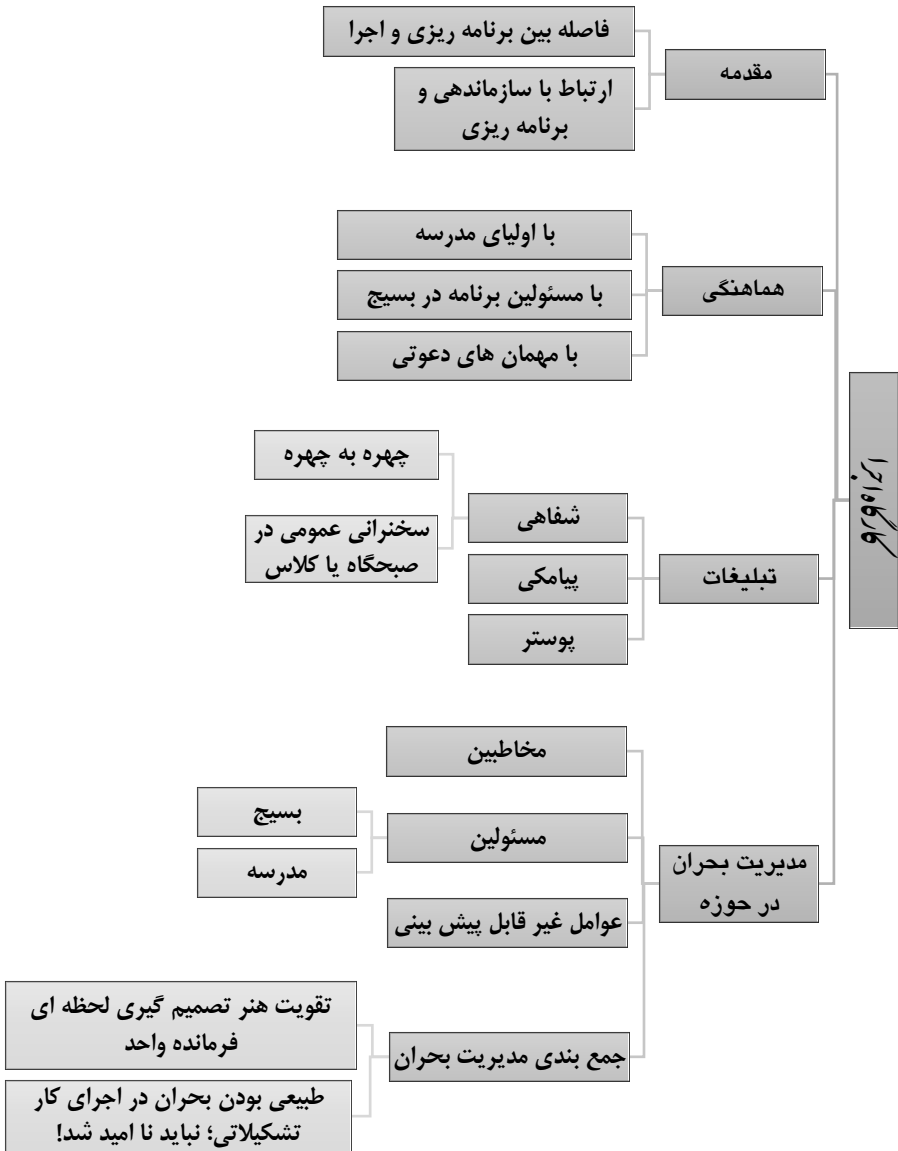 کارگاه اجرا
مقدمه
فاصله بین برنامه ریزی و اجرا
ارتباط با سازماندهی و
برنامه ریزی
هماهنگی
با اولیای مدرسه
با مسئولین برنامه در بسیج
با مهمان های دعوتی
تبلیغات
شفاهی
چهره به چهره
سخنرانی عمومی در
صبحگاه یا کلاس
پیامکی
پوستر
مدیریت بحران
در حوزه
مخاطبین
مسئولین
بسیج
مدرسه
عوامل غیر قابل پیش بینی
جمع بندی مدیریت بحران
تقویت هنر تصمیم گیری لحظه ای
فرمانده واحد
طبیعی بودن بحران در اجرای کار
تشکیلاتی؛ نباید نا امید شد!